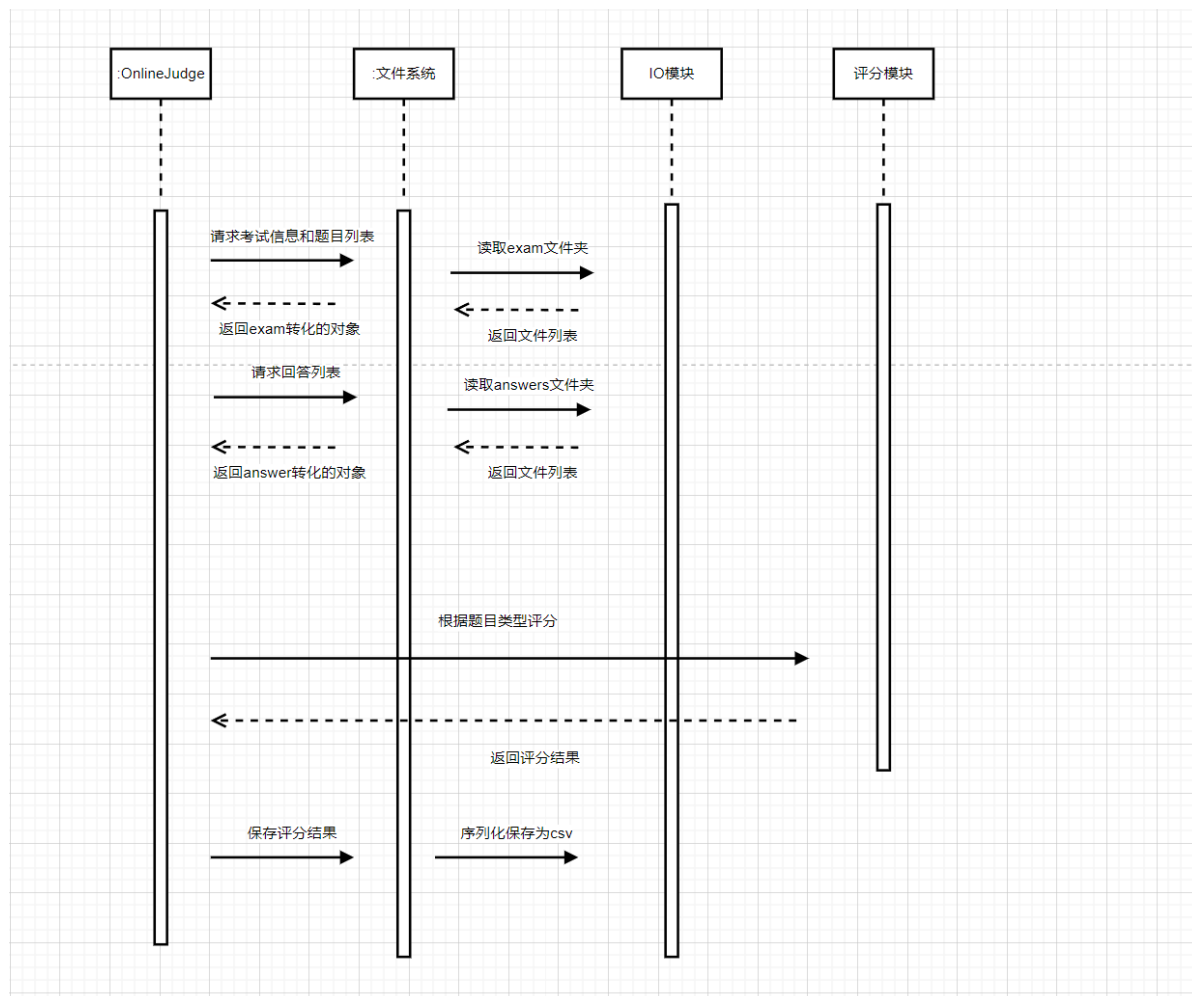 :OnlineJudge
:文件系统
IO模块
评分模块
请求考试信息和题目列表
读取exam文件夹
返回exam转化的对象
返回文件列表
请求回答列表
读取answers文件夹
返回answer转化的对象
返回文件列表
根据题目类型评分
返回评分结果
保存评分结果
序列化保存为csv